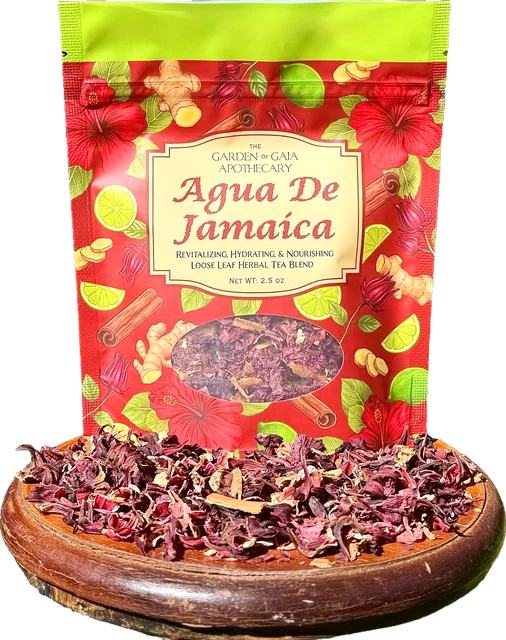 THE
GARDEN OF GAIA
APOTHECARY
Agua De
Jamaica
REVITALIZING, HYDRATING, & NOURISHING
LOOSE LEAF HERBAL TEA BLEND
NET WT: 2.5 OZ